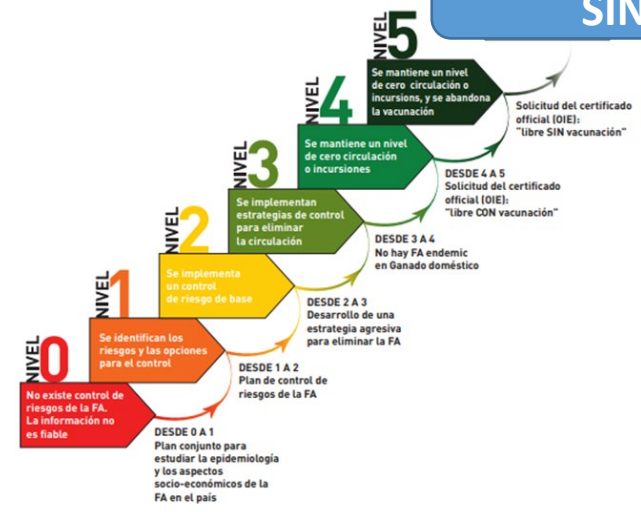 SIN
NIVEL 5
Se mantiene un nivel
de cero circulación o
incursions, y se abandona
la vacunación
Solicitud del certificado
official (OIE):
"libre SIN vacunación"
NIVEL 4
Se mantiene un nivel
de cero circulación
o incursiones
DESDE 4 A 5
Solicitud del certificado
official (OIE):
"libre CON vacunación"
NIVEL 3
Se implementan
estrategias de control
para eliminar
la circulación
DESDE 3 A 4
No hay FA endemic
en Ganado doméstico
NIVEL 2
Se implementa
un control
de riesgo de base
DESDE 2 A 3
Desarrollo de una
estrategia agresiva
para eliminar la FA
NIVEL 1
Se identifican los
riesgos y las opciones
para el control
DESDE 1 A 2
Plan de control de
riesgos de la FA
NIVEL 0
No existe control de
riesgos de la FA.
La información no
es fiable
DESDE 0 A 1
Plan conjunto para
estudiar la epidemiología
y los aspectos
socio-económicos de la
FA en el país